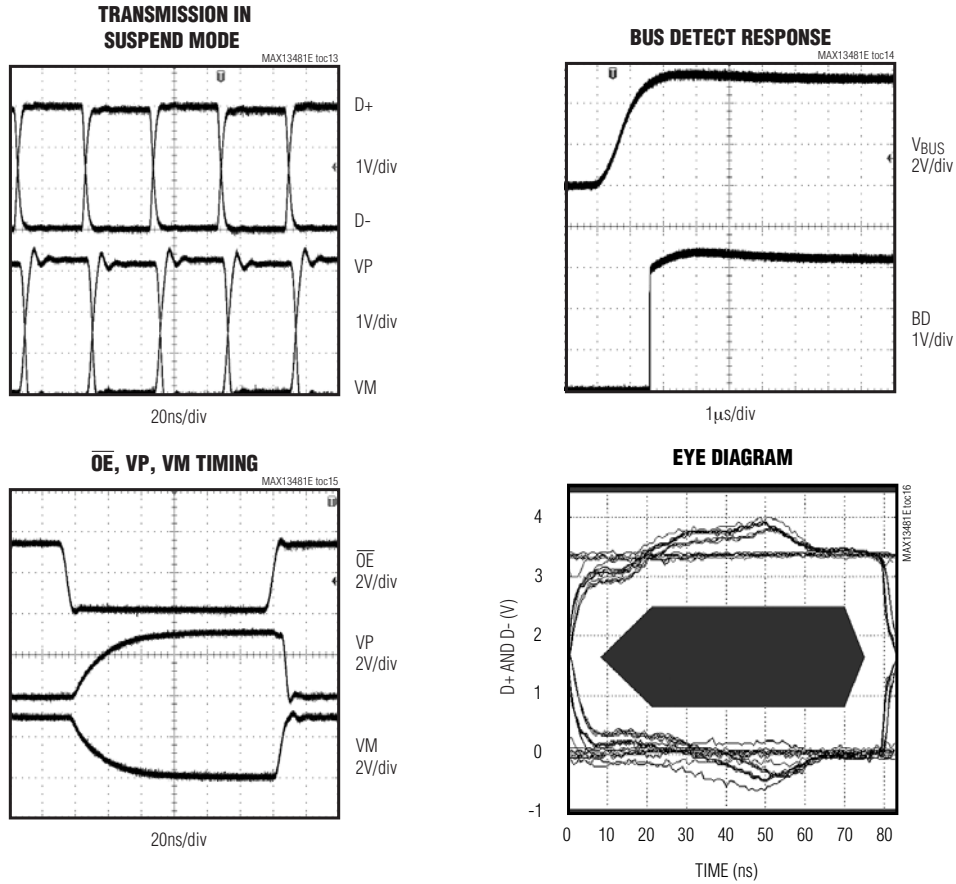 TRANSMISSION IN
SUSPEND MODE
MAX13481E toc13
D+
1V/div
D-
VP
1V/div
VM
20ns/div
BUS DETECT RESPONSE
MAX13481E toc14
VBUS
2V/div
BD
1V/div
1μs/div
OE, VP, VM TIMING
MAX13481E toc15
OE
2V/div
VP
2V/div
VM
2V/div
20ns/div
EYE DIAGRAM
MAX13481E toc16
D+ AND D- (V)
4
3
2
1
0
-1
0 10 20 30 40 50 60 70 80
TIME (ns)